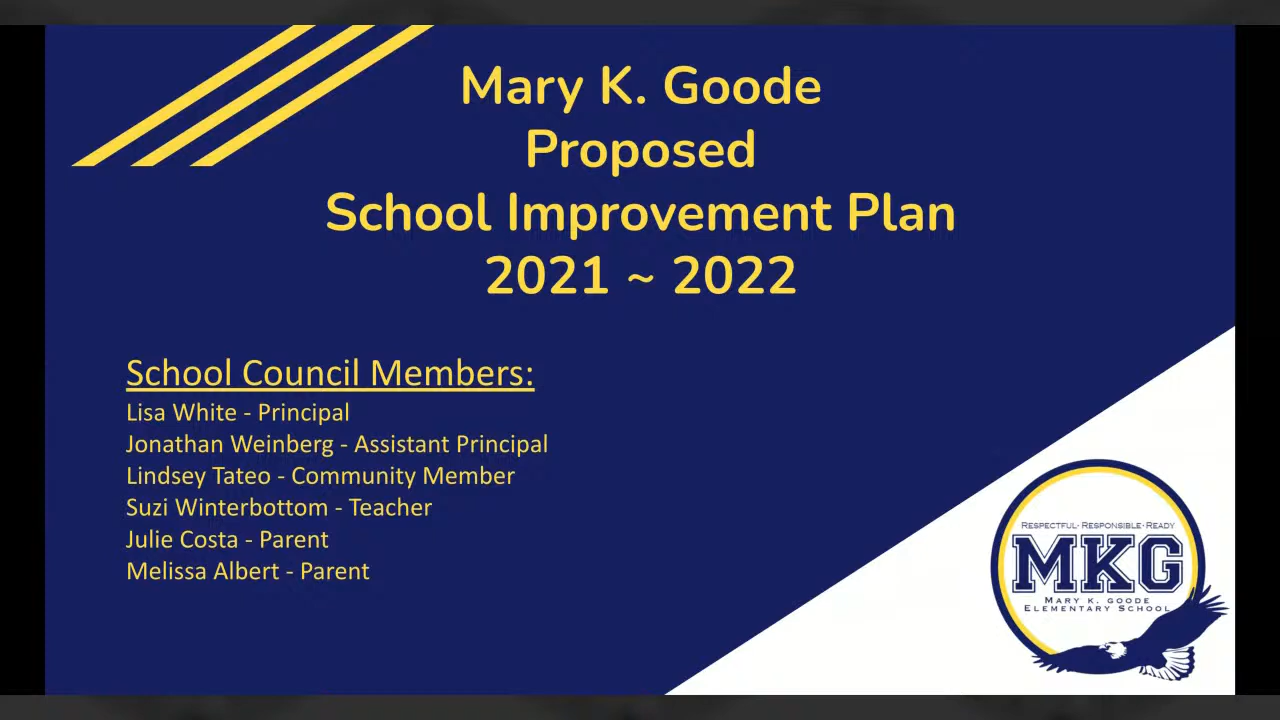 Mary K. Goode
Proposed
School Improvement Plan
2021 ~ 2022
School Council Members:
Lisa White - Principal
Jonathan Weinberg - Assistant Principal
Lindsey Tateo - Community Member
Suzi Winterbottom - Teacher
Julie Costa - Parent
Melissa Albert - Parent
RESPECTFUL · RESPONSIBLE · READY
MKG
MARY K. GOODE
ELEMENTARY SCHOOL